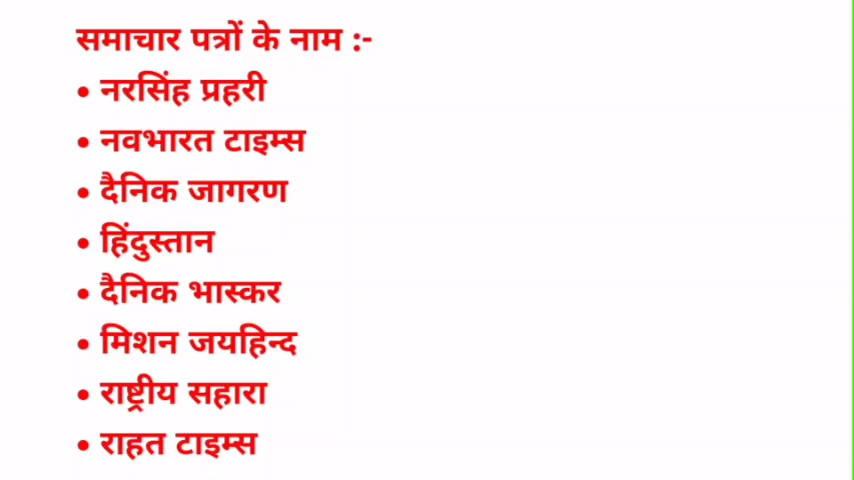 समाचार पत्रों के नाम :-
• नरसिंह प्रहरी
• नवभारत टाइम्स
• दैनिक जागरण
• हिंदुस्तान
• दैनिक भास्कर
• मिशन जयहिन्द
• राष्ट्रीय सहारा
• राहत टाइम्स